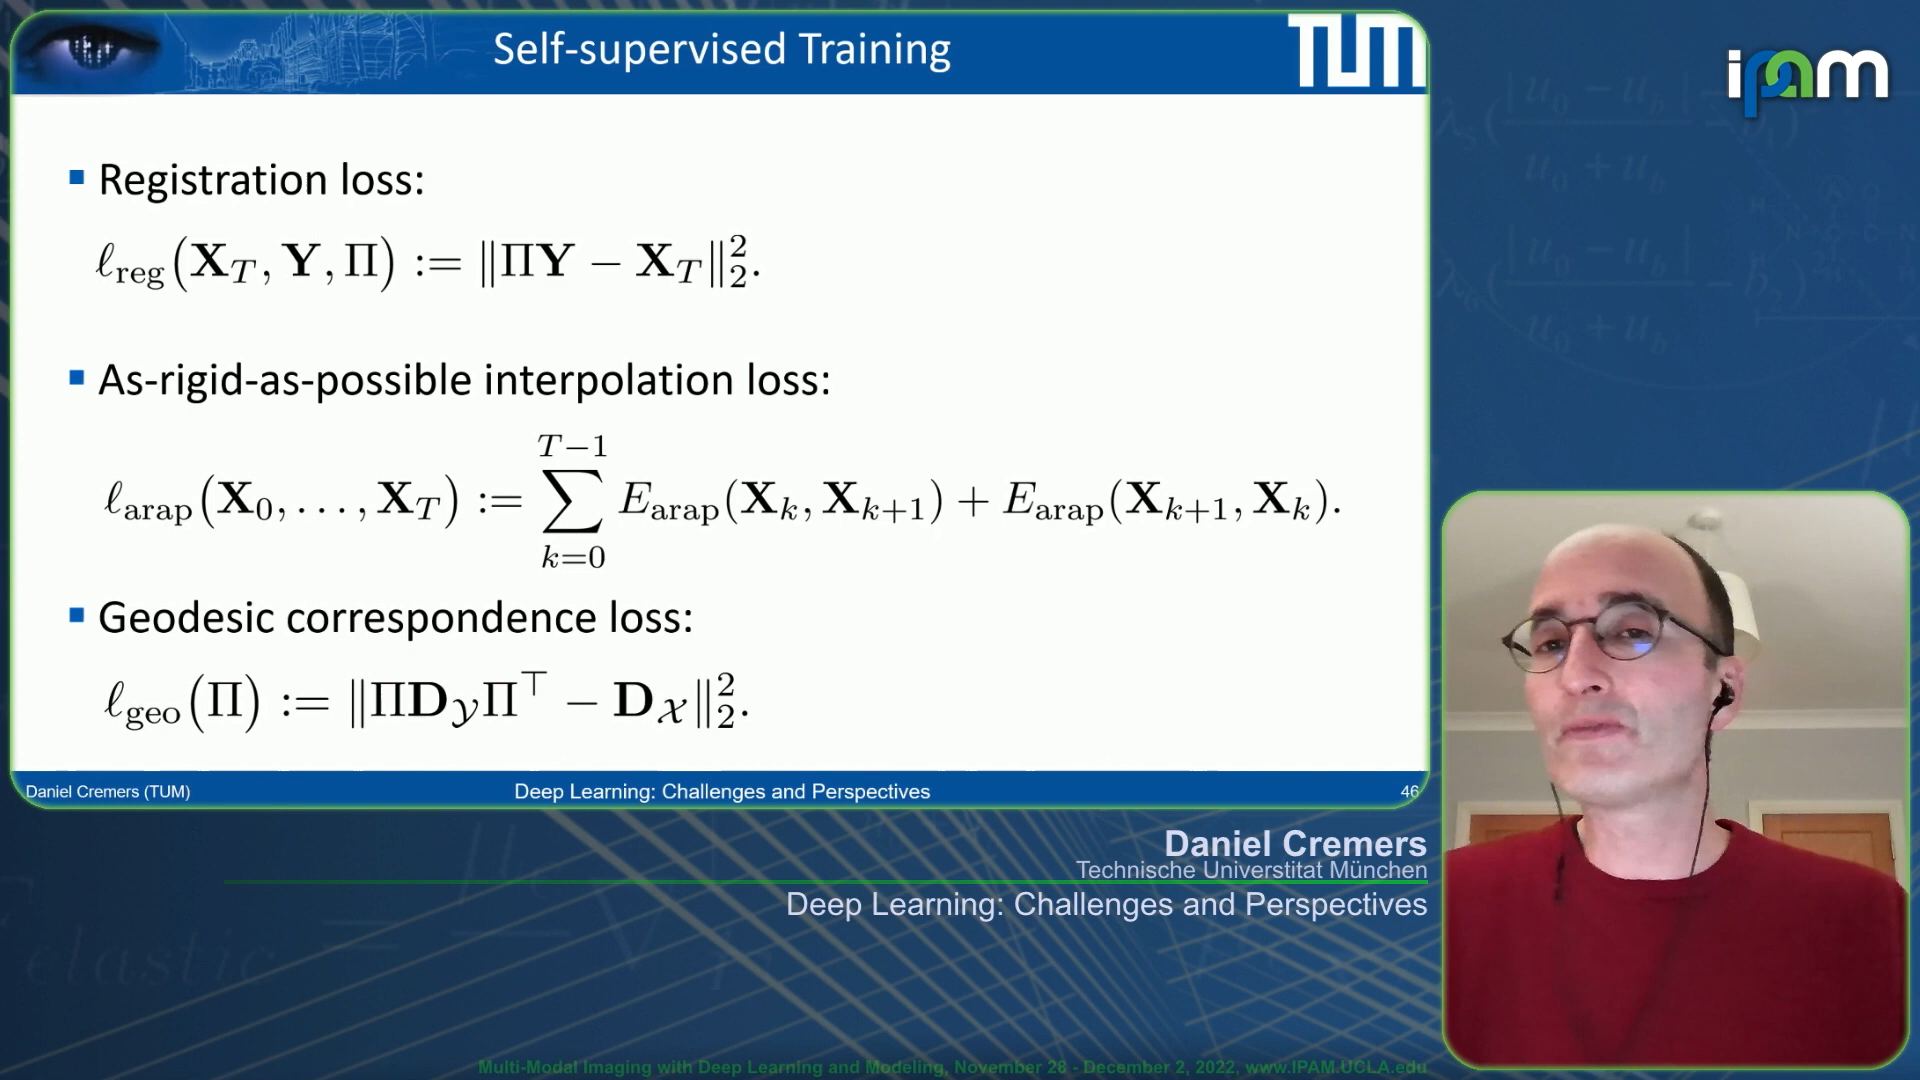 Self-supervised Training
TUM
ipam
▪ Registration loss:
ℓ_reg(X_T, Y, Π) := ‖ΠY − X_T‖²₂.
▪ As-rigid-as-possible interpolation loss:
ℓ_arap(X_0, …, X_T) := ∑_{k=0}^{T−1} E_arap(X_k, X_{k+1}) + E_arap(X_{k+1}, X_k).
▪ Geodesic correspondence loss:
ℓ_geo(Π) := ‖ΠD_𝒴Π^⊤ − D_𝒳‖²₂.
Daniel Cremers (TUM)
Deep Learning: Challenges and Perspectives
46
Daniel Cremers
Technische Universtitat München
Deep Learning: Challenges and Perspectives
elastic
Multi-Modal Imaging with Deep Learning and Modeling, November 28 - December 2, 2022, www.IPAM.UCLA.edu